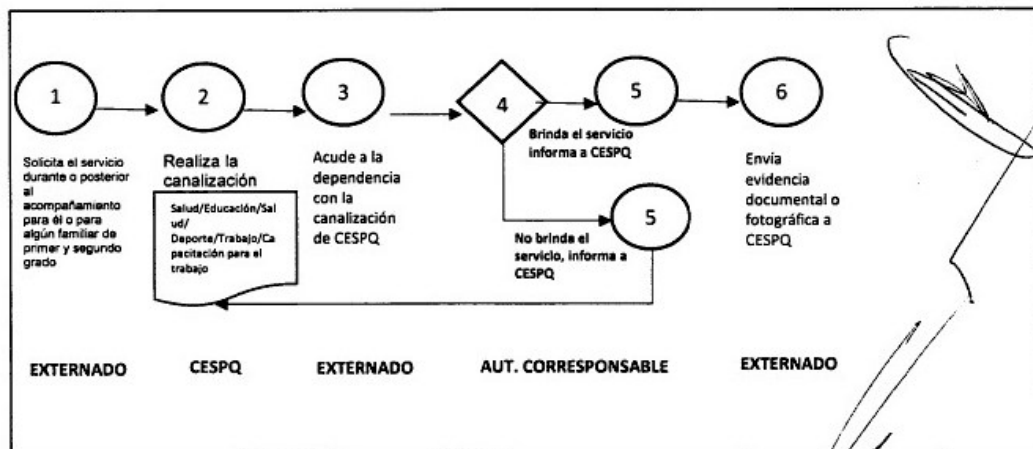 1
2
3
4
5
6
Solicita el servicio
durante o posterior
al
acompañamiento
para él o para
algún familiar de
primer y segundo
grado
Realiza la
canalización
Salud/Educación/Sal
ud/
Deporte/Trabajo/Ca
pacitación para el
trabajo
Acude a la
dependencia
con la
canalización
de CESPQ
Brinda el servicio
informa a CESPQ
5
No brinda el
servicio, informa a
CESPQ
Envía
evidencia
documental o
fotográfica a
CESPQ
EXTERNADO
CESPQ
EXTERNADO
AUT. CORRESPONSABLE
EXTERNADO